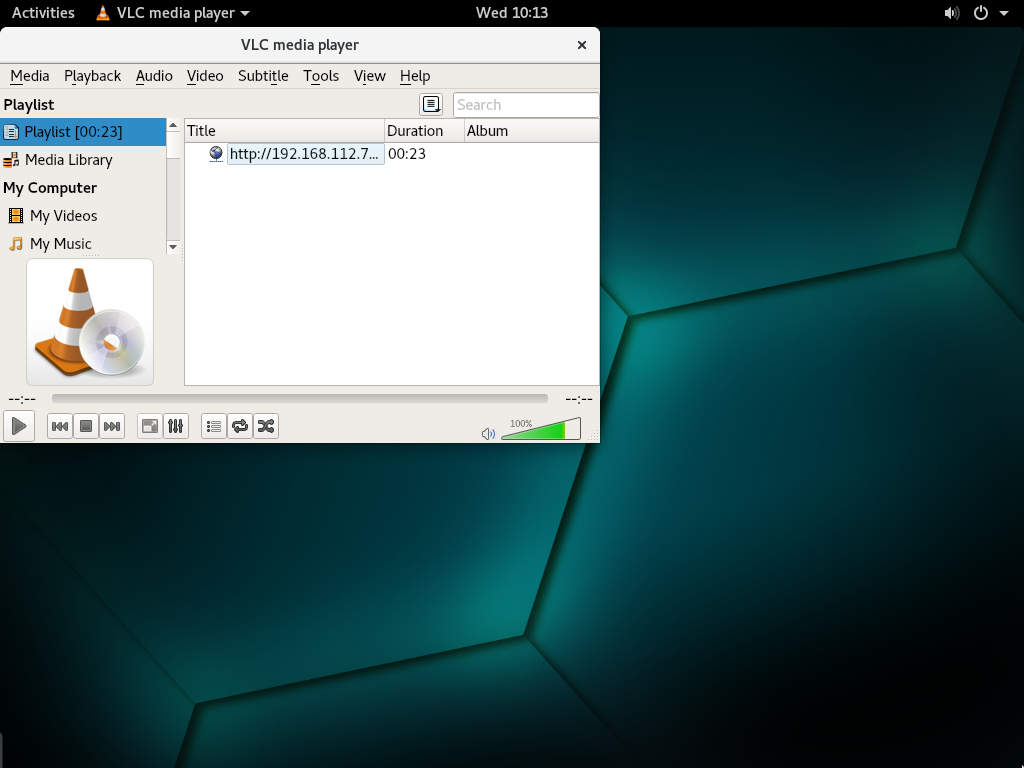 Activities VLC media player Wed 10:13
VLC media player
Media Playback Audio Video Subtitle Tools View Help
Playlist Search
Playlist [00:23] Title Duration Album
http://192.168.112.7... 00:23
Media Library
My Computer
My Videos
My Music
--:-- --:--
100%